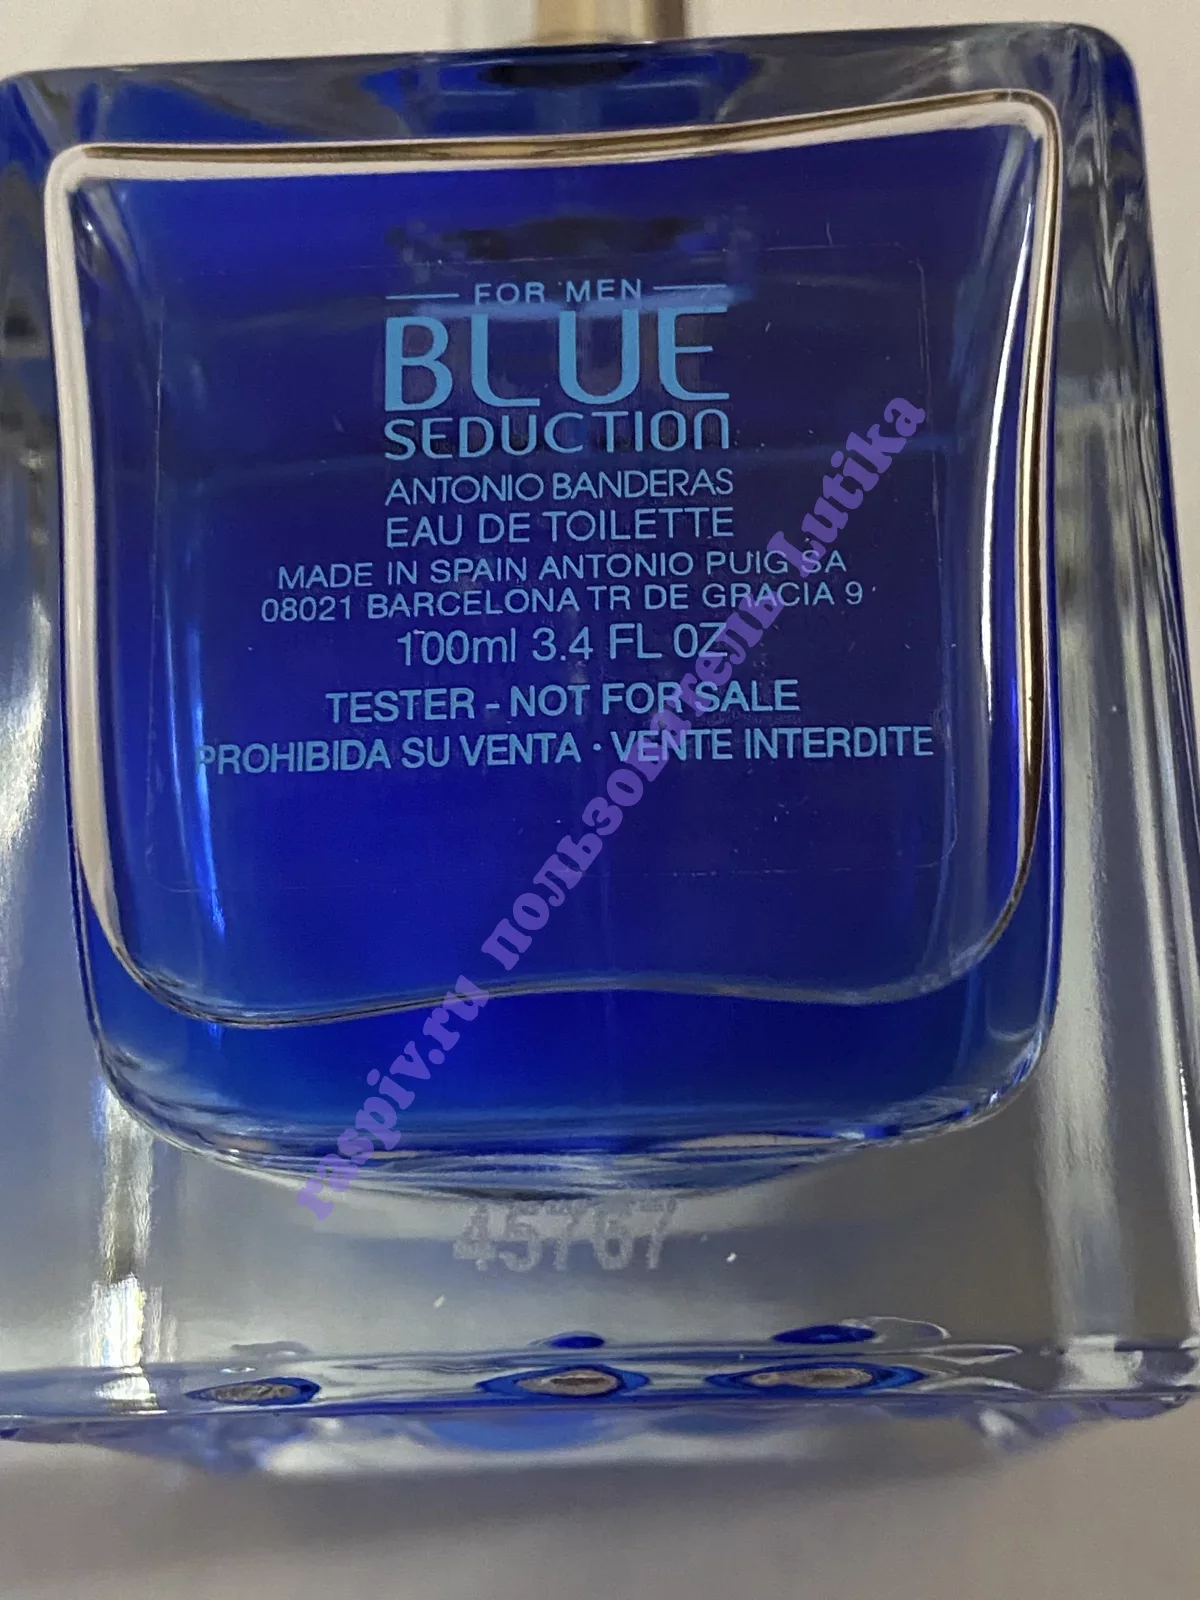 FOR MEN
BLUE
SEDUCTION
ANTONIO BANDERAS
EAU DE TOILETTE
MADE IN SPAIN ANTONIO PUIG SA
08021 BARCELONA TR DE GRACIA 9
100ml 3.4 FL OZ
TESTER - NOT FOR SALE
PROHIBIDA SU VENTA · VENTE INTERDITE
raspiv.ru пользователь Lutika
45767